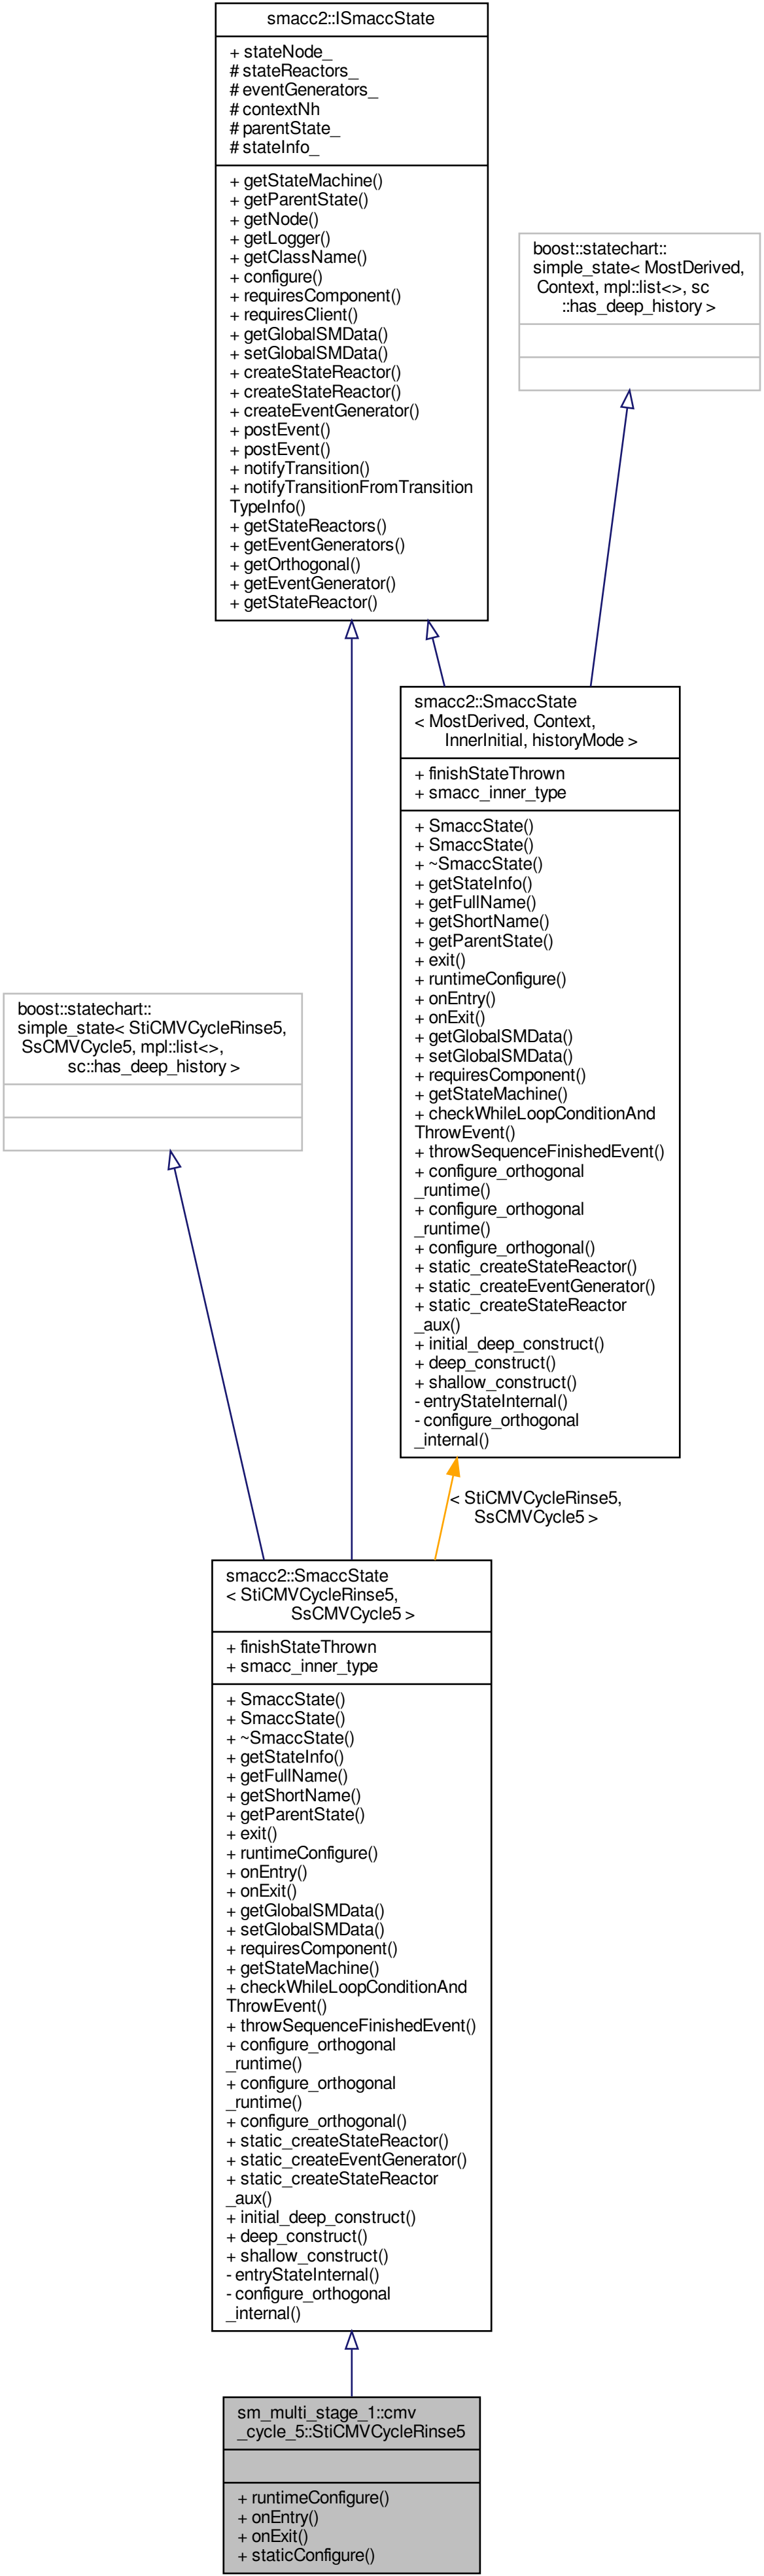 smacc2::ISmaccState
+ stateNode_
# stateReactors_
# eventGenerators_
# contextNh
# parentState_
# stateInfo_
+ getStateMachine()
+ getParentState()
+ getNode()
+ getLogger()
+ getClassName()
+ configure()
+ requiresComponent()
+ requiresClient()
+ getGlobalSMData()
+ setGlobalSMData()
+ createStateReactor()
+ createStateReactor()
+ createEventGenerator()
+ postEvent()
+ postEvent()
+ notifyTransition()
+ notifyTransitionFromTransition
TypeInfo()
+ getStateReactors()
+ getEventGenerators()
+ getOrthogonal()
+ getEventGenerator()
+ getStateReactor()
boost::statechart::
simple_state< MostDerived,
Context, mpl::list<>, sc
::has_deep_history >
smacc2::SmaccState
< MostDerived, Context,
InnerInitial, historyMode >
+ finishStateThrown
+ smacc_inner_type
+ SmaccState()
+ SmaccState()
+ ~SmaccState()
+ getStateInfo()
+ getFullName()
+ getShortName()
+ getParentState()
+ exit()
+ runtimeConfigure()
+ onEntry()
+ onExit()
+ getGlobalSMData()
+ setGlobalSMData()
+ requiresComponent()
+ getStateMachine()
+ checkWhileLoopConditionAnd
ThrowEvent()
+ throwSequenceFinishedEvent()
+ configure_orthogonal
_runtime()
+ configure_orthogonal
_runtime()
+ configure_orthogonal()
+ static_createStateReactor()
+ static_createEventGenerator()
+ static_createStateReactor
_aux()
+ initial_deep_construct()
+ deep_construct()
+ shallow_construct()
- entryStateInternal()
- configure_orthogonal
_internal()
boost::statechart::
simple_state< StiCMVCycleRinse5,
SsCMVCycle5, mpl::list<>,
sc::has_deep_history >
< StiCMVCycleRinse5,
SsCMVCycle5 >
smacc2::SmaccState
< StiCMVCycleRinse5,
SsCMVCycle5 >
+ finishStateThrown
+ smacc_inner_type
+ SmaccState()
+ SmaccState()
+ ~SmaccState()
+ getStateInfo()
+ getFullName()
+ getShortName()
+ getParentState()
+ exit()
+ runtimeConfigure()
+ onEntry()
+ onExit()
+ getGlobalSMData()
+ setGlobalSMData()
+ requiresComponent()
+ getStateMachine()
+ checkWhileLoopConditionAnd
ThrowEvent()
+ throwSequenceFinishedEvent()
+ configure_orthogonal
_runtime()
+ configure_orthogonal
_runtime()
+ configure_orthogonal()
+ static_createStateReactor()
+ static_createEventGenerator()
+ static_createStateReactor
_aux()
+ initial_deep_construct()
+ deep_construct()
+ shallow_construct()
- entryStateInternal()
- configure_orthogonal
_internal()
sm_multi_stage_1::cmv
_cycle_5::StiCMVCycleRinse5
+ runtimeConfigure()
+ onEntry()
+ onExit()
+ staticConfigure()